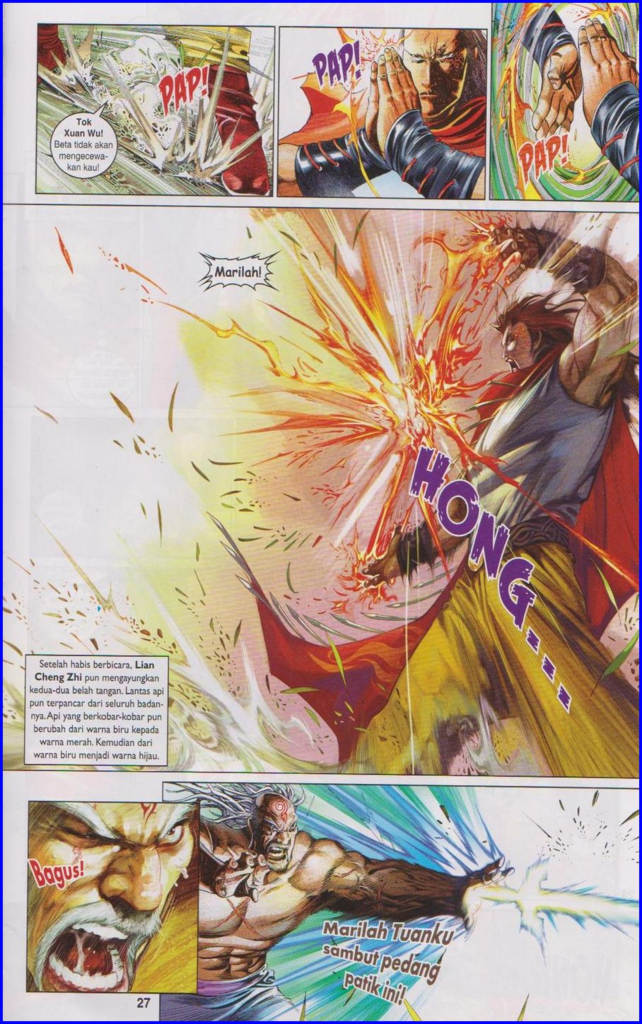 Tok
Xuan Wu!
Beta tidak akan
mengecewa-
kan kau!
PAP!
PAP!
PAP!
Marilah!
HONG...
Setelah habis berbicara, Lian
Cheng Zhi pun mengayungkan
kedua-dua belah tangan. Lantas api
pun terpancar dari seluruh badan-
nya. Api yang berkobar-kobar pun
berubah dari warna biru kepada
warna merah. Kemudian dari
warna biru menjadi warna hijau.
Bagus!
Marilah Tuanku
sambut pedang
patik ini!
27